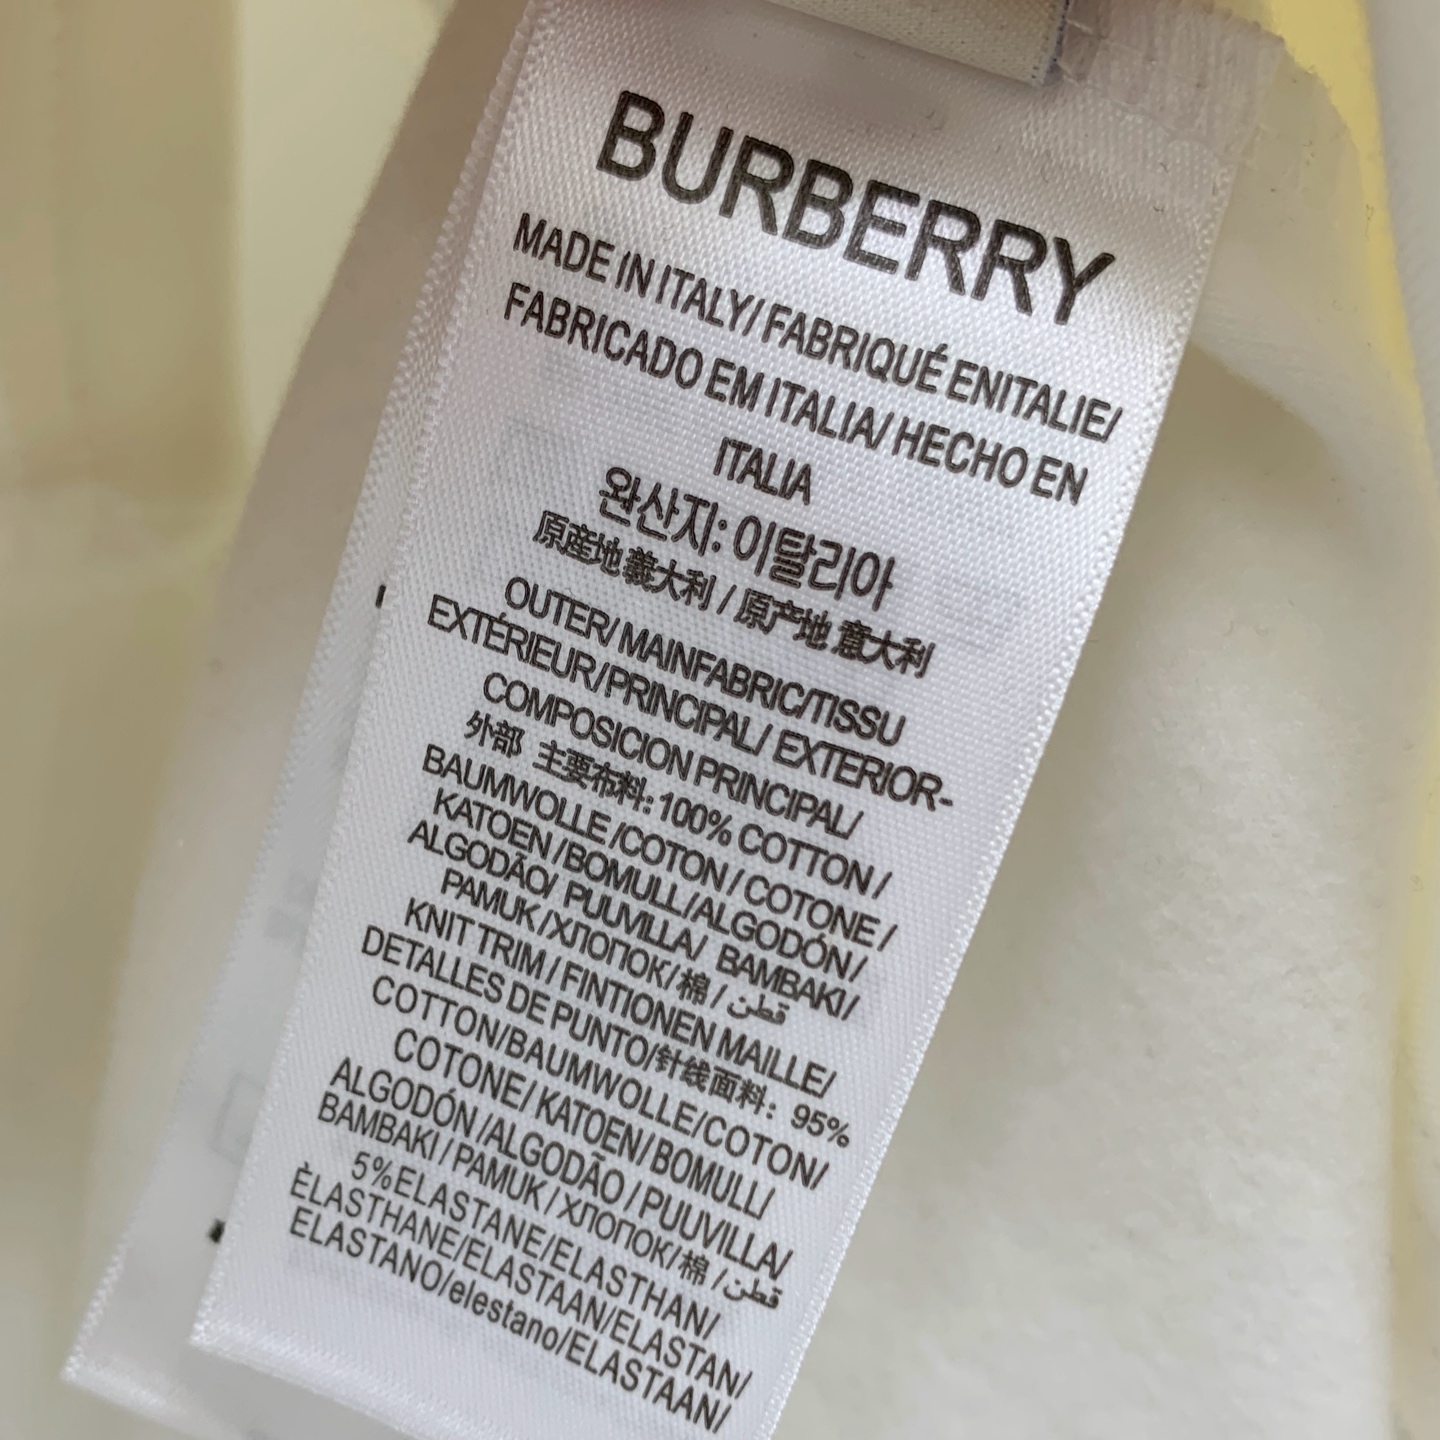 BURBERRY
MADE IN ITALY/ FABRIQUÉ ENITALIE/
FABRICADO EM ITALIA/ HECHO EN
ITALIA
완산지: 이탈리아
原産地 義大利 / 原产地 意大利
OUTER/ MAINFABRIC/TISSU
EXTÉRIEUR/PRINCIPAL/ EXTERIOR-
COMPOSICION PRINCIPAL/
外部 主要布料: 100% COTTON /
BAUMWOLLE /COTON / COTONE /
KATOEN /BOMULL/ALGODÓN/
ALGODÃO/ PUUVILLA/ BAMBAKI/
PAMUK /ХЛОПОК/ 棉 / قطن
KNIT TRIM / FINTIONEN MAILLE/
DETALLES DE PUNTO/针线面料: 95%
COTTON/BAUMWOLLE/COTON/
COTONE/ KATOEN/ BOMULL/
ALGODÓN /ALGODÃO / PUUVILLA/
BAMBAKI / PAMUK / ХЛОПОК/ 棉 / قطن
5%ELASTANE/ELASTHAN/
ÈLASTHANE/ELASTAAN/ELASTAN/
ELASTANO/elestano/ELASTAAN/